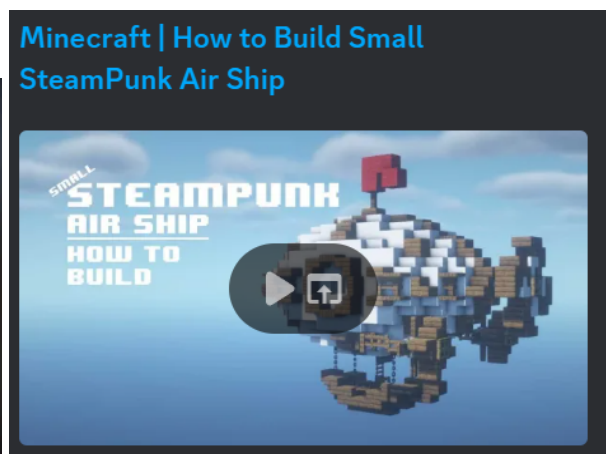 Minecraft | How to Build Small
SteamPunk Air Ship
SMALL
STEAMPUNK
AIR SHIP
HOW TO
BUILD